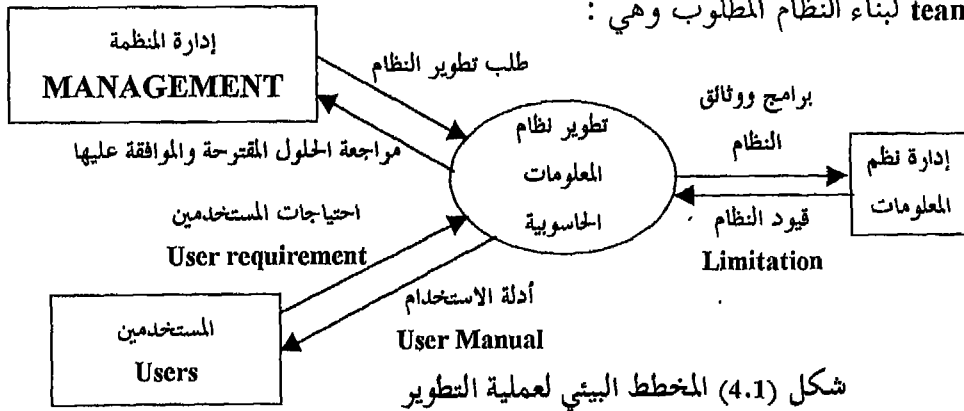 team لبناء النظام المطلوب وهي :
إدارة المنظمة
MANAGEMENT
طلب تطوير النظام
مراجعة الحلول المقترحة والموافقة عليها
احتياجات المستخدمين
User requirement
المستخدمين
Users
أدلة الاستخدام
User Manual
تطوير نظام
المعلومات
الحاسوبية
برامج ووثائق
النظام
قيود النظام
Limitation
إدارة نظم
المعلومات
شكل (4.1) المخطط البيئي لعملية التطوير